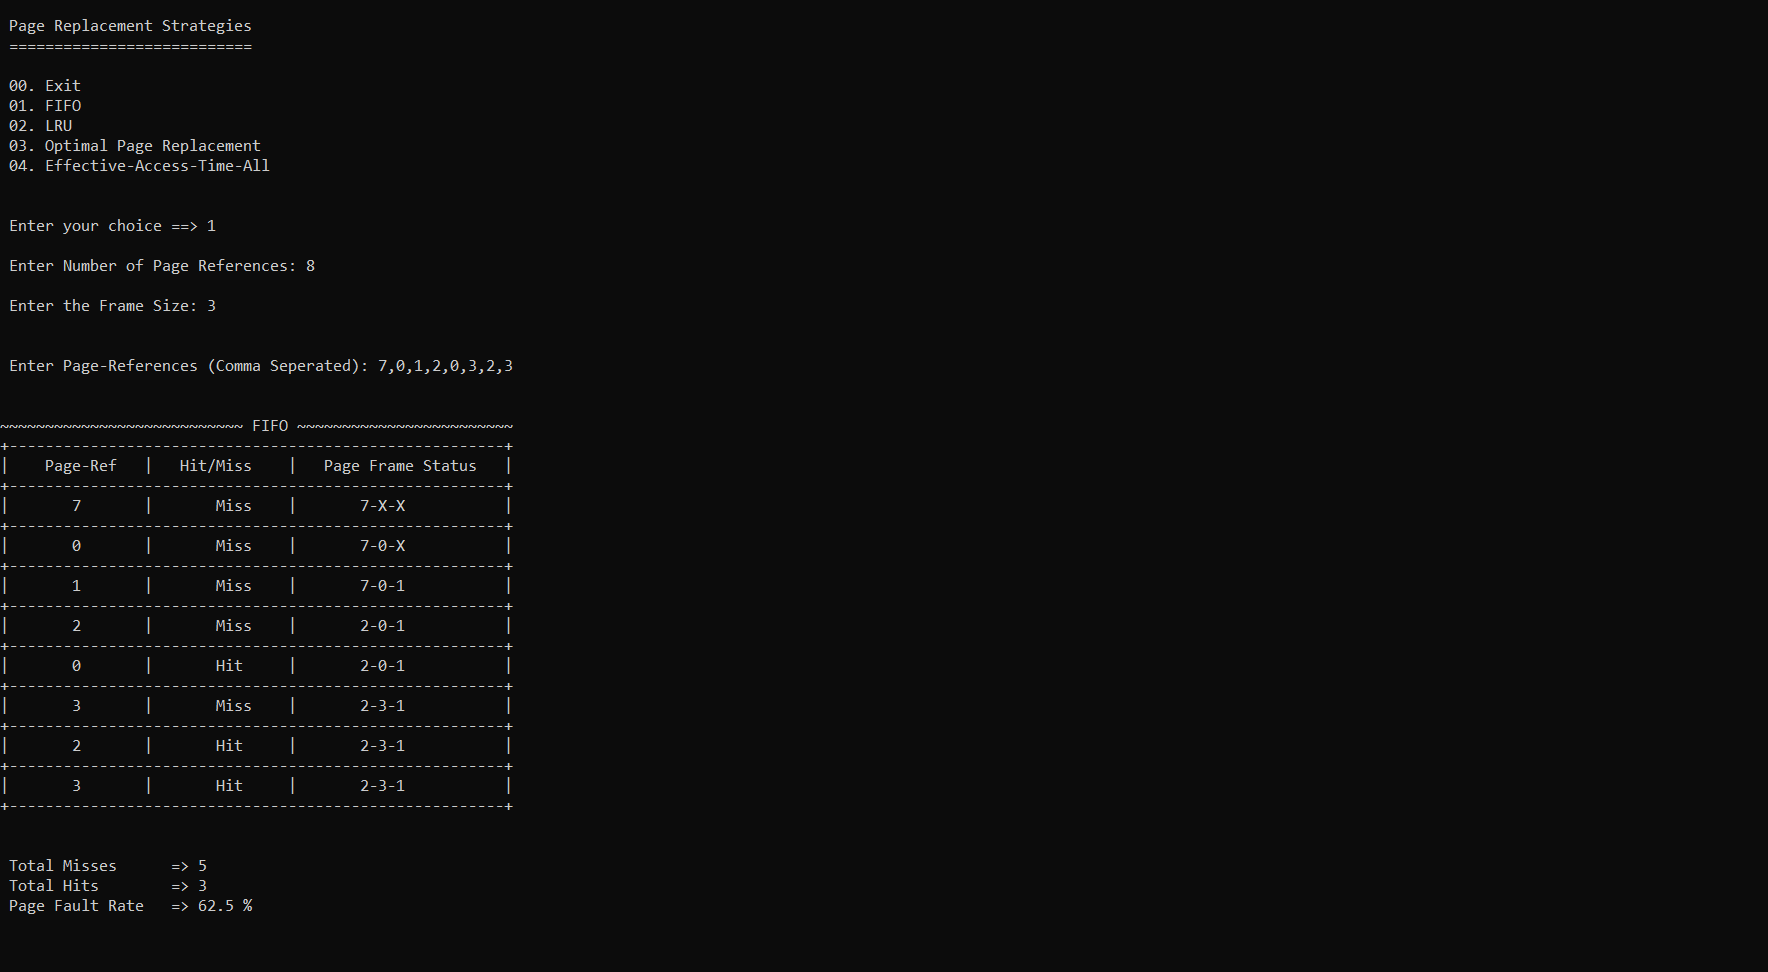 Page Replacement Strategies
===========================
00. Exit
01. FIFO
02. LRU
03. Optimal Page Replacement
04. Effective-Access-Time-All
Enter your choice ==> 1
Enter Number of Page References: 8
Enter the Frame Size: 3
Enter Page-References (Comma Seperated): 7,0,1,2,0,3,2,3
~~~~~~~~~~~~~~~~~~~~~~~~~~~ FIFO ~~~~~~~~~~~~~~~~~~~~~~~~
+-------------------------------------------------------+
|    Page-Ref   |   Hit/Miss    |   Page Frame Status   |
+-------------------------------------------------------+
|       7       |       Miss    |       7-X-X           |
+-------------------------------------------------------+
|       0       |       Miss    |       7-0-X           |
+-------------------------------------------------------+
|       1       |       Miss    |       7-0-1           |
+-------------------------------------------------------+
|       2       |       Miss    |       2-0-1           |
+-------------------------------------------------------+
|       0       |       Hit     |       2-0-1           |
+-------------------------------------------------------+
|       3       |       Miss    |       2-3-1           |
+-------------------------------------------------------+
|       2       |       Hit     |       2-3-1           |
+-------------------------------------------------------+
|       3       |       Hit     |       2-3-1           |
+-------------------------------------------------------+
Total Misses      => 5
Total Hits        => 3
Page Fault Rate   => 62.5 %